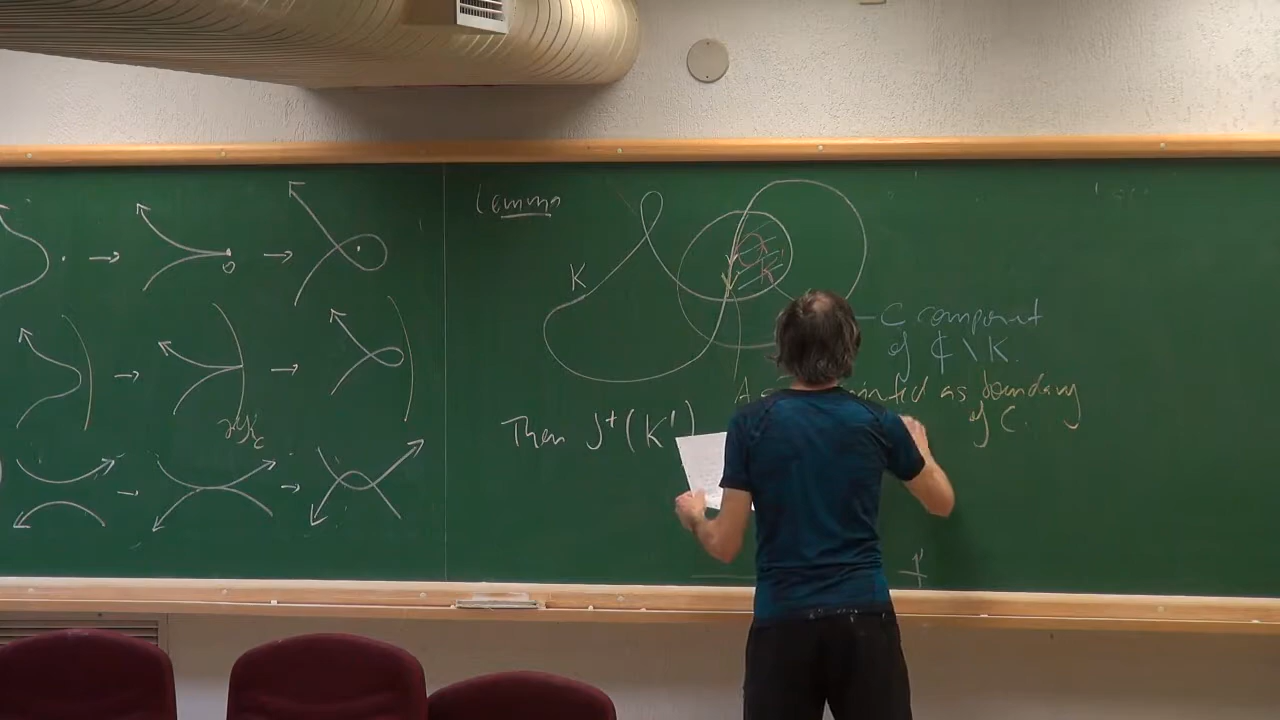 Lemma
K
K'
C component
of ₵ \ K.
as boundary
of C.
Then J⁺(K')